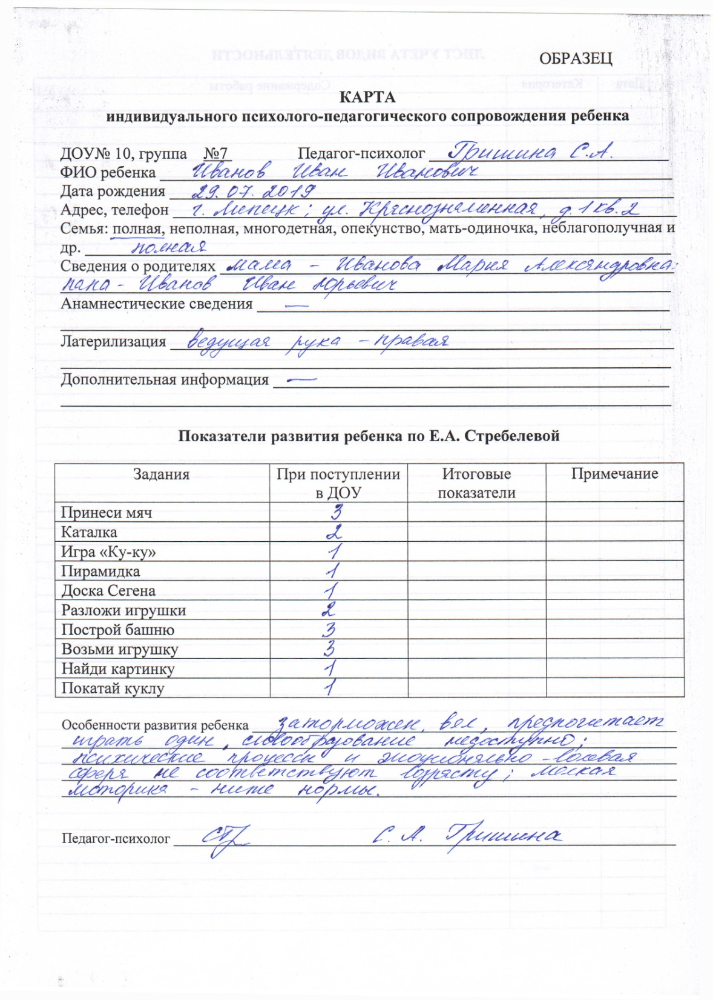 ОБРАЗЕЦ
КАРТА
индивидуального психолого-педагогического сопровождения ребенка
ДОУ№ 10, группа №7 Педагог-психолог Гришина С.А.
ФИО ребенка Иванов Иван Иванович
Дата рождения 29.07.2019
Адрес, телефон г. Липецк; ул. Краснознаменная, д.1 кв.2
Семья: полная, неполная, многодетная, опекунство, мать-одиночка, неблагополучная и
др. полная
Сведения о родителях мама - Иванова Мария Александровна;
папа - Иванов Иван Юрьевич
Анамнестические сведения —
Латерилизация ведущая рука - правая
Дополнительная информация —
Показатели развития ребенка по Е.А. Стребелевой
Задания При поступлении в ДОУ Итоговые показатели Примечание
Принеси мяч 3
Каталка 2
Игра «Ку-ку» 1
Пирамидка 1
Доска Сегена 1
Разложи игрушки 2
Построй башню 3
Возьми игрушку 3
Найди картинку 1
Покатай куклу 1
Особенности развития ребенка заторможен, вял, предпочитает
играть один, словообразование недоступно;
психические процессы и эмоционально-волевая
сфера не соответствуют возрасту; мелкая
моторика - ниже нормы.
Педагог-психолог С. А. Гришина